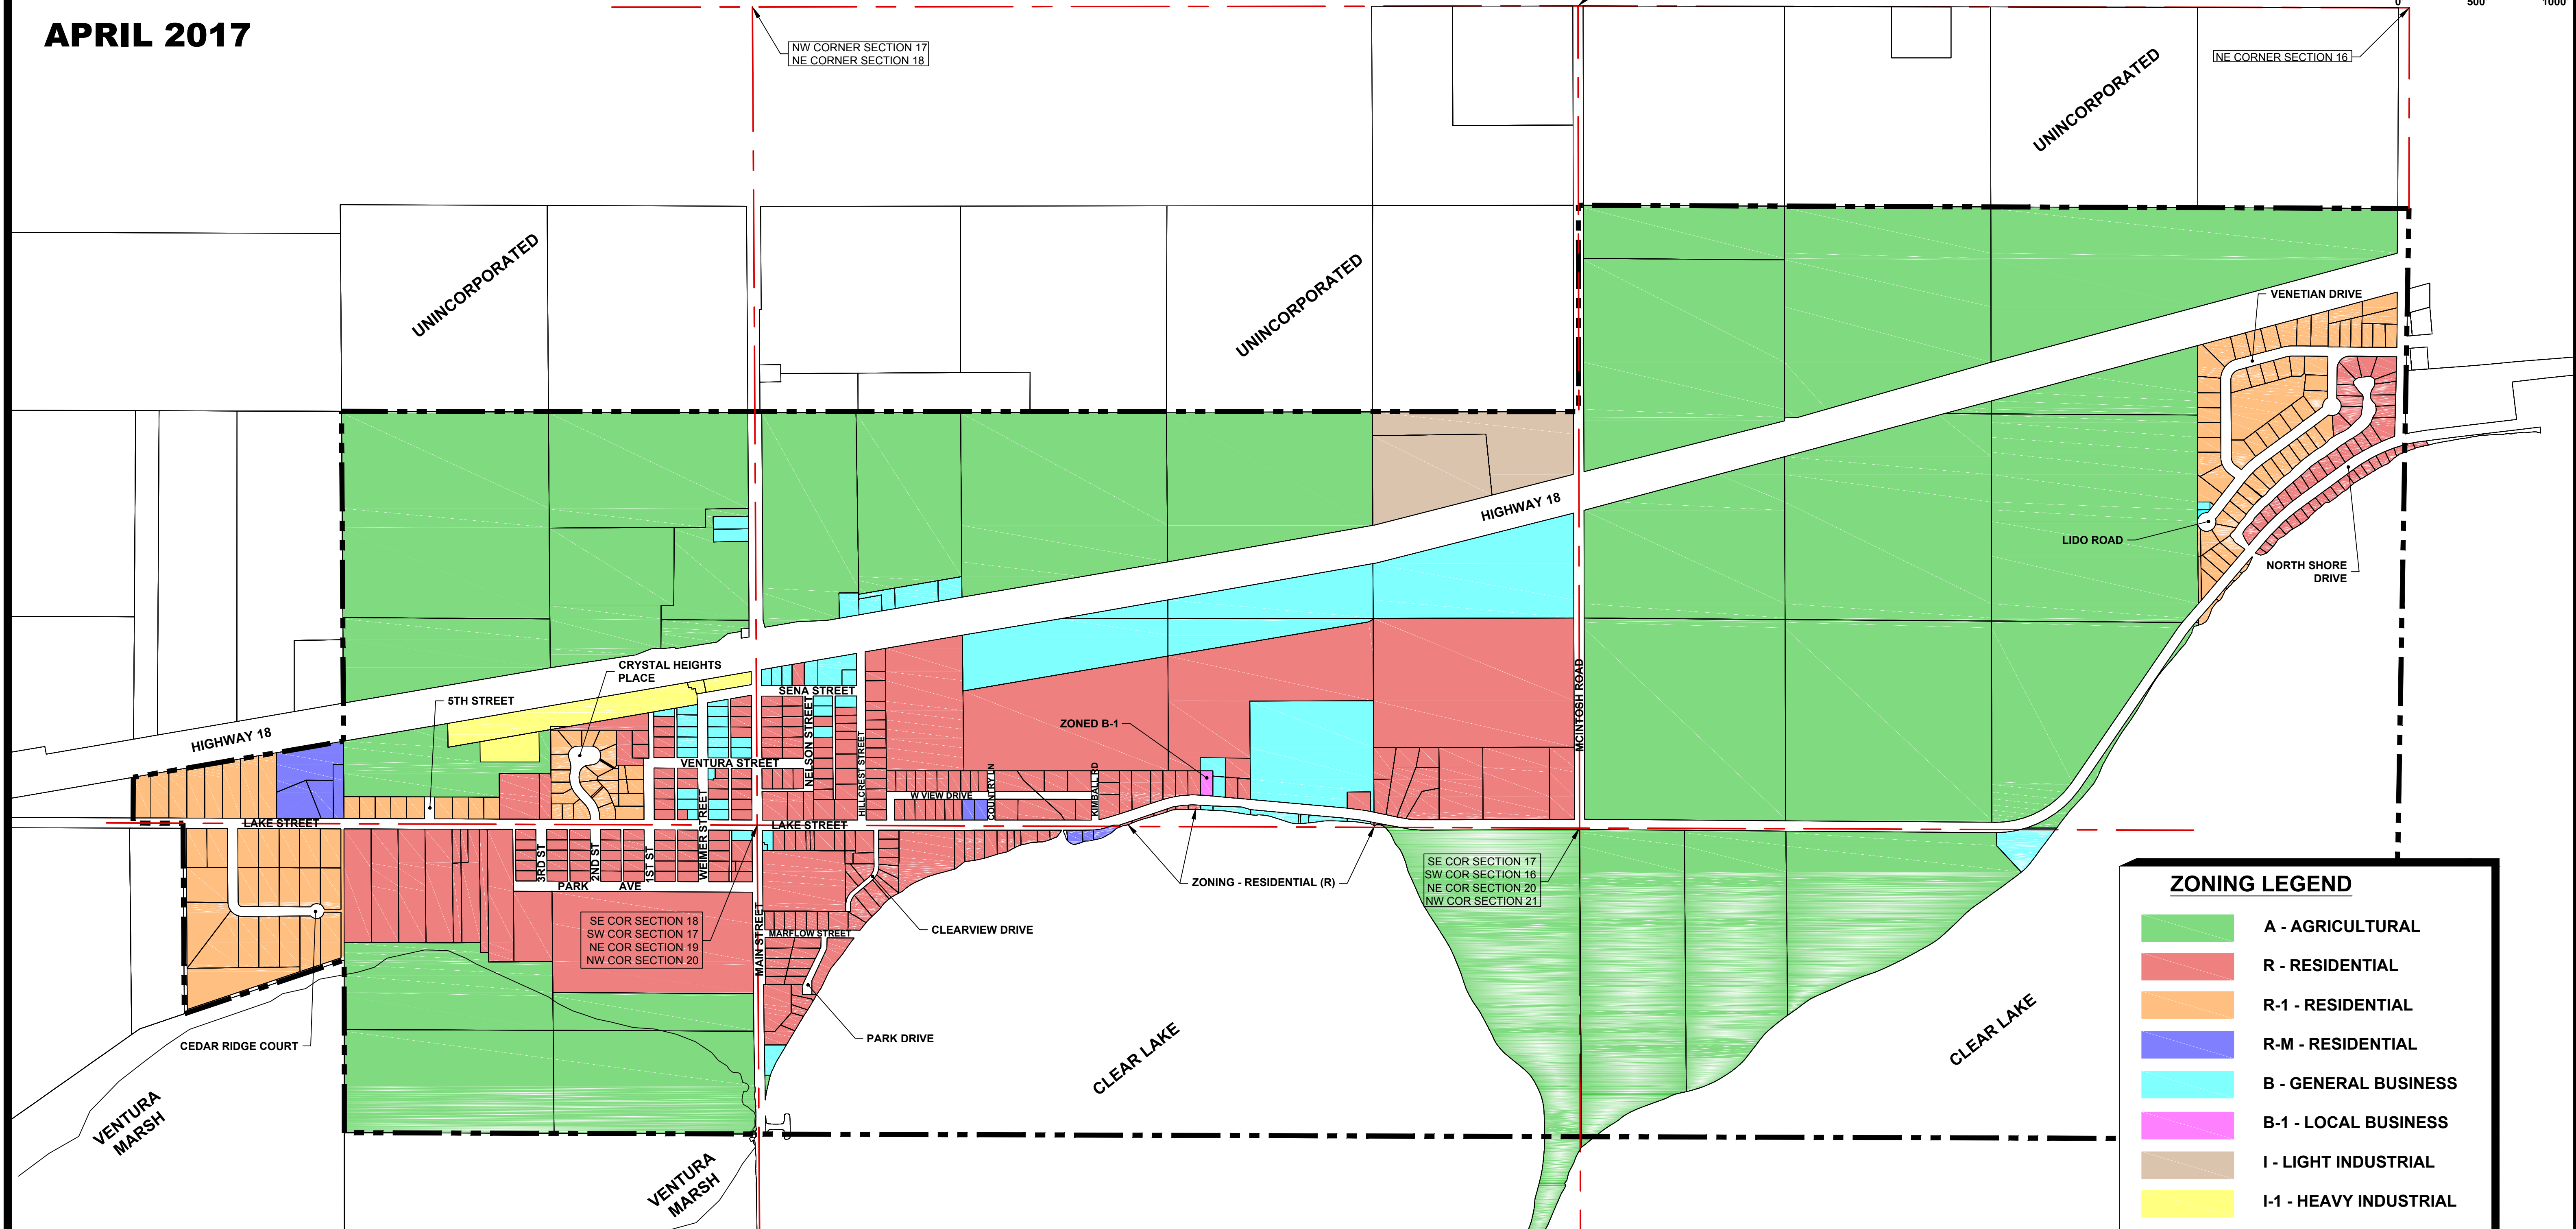 APRIL 2017
0 500 1000
NW CORNER SECTION 17
NE CORNER SECTION 18
NE CORNER SECTION 16
UNINCORPORATED
UNINCORPORATED
UNINCORPORATED
VENETIAN DRIVE
HIGHWAY 18
LIDO ROAD
NORTH SHORE
DRIVE
CRYSTAL HEIGHTS
PLACE
5TH STREET
HIGHWAY 18
SENA STREET
NELSON STREET
HILLCREST STREET
MCINTOSH ROAD
ZONED B-1
VENTURA STREET
WEIMER STREET
W VIEW DRIVE
COUNTRY LN
KIMBALL RD
LAKE STREET
LAKE STREET
3RD ST
2ND ST
1ST ST
PARK AVE
MAIN STREET
SE COR SECTION 18
SW COR SECTION 17
NE COR SECTION 19
NW COR SECTION 20
ZONING - RESIDENTIAL (R)
SE COR SECTION 17
SW COR SECTION 16
NE COR SECTION 20
NW COR SECTION 21
CLEARVIEW DRIVE
MARFLOW STREET
PARK DRIVE
CEDAR RIDGE COURT
VENTURA
MARSH
VENTURA
MARSH
CLEAR LAKE
CLEAR LAKE
ZONING LEGEND
A - AGRICULTURAL
R - RESIDENTIAL
R-1 - RESIDENTIAL
R-M - RESIDENTIAL
B - GENERAL BUSINESS
B-1 - LOCAL BUSINESS
I - LIGHT INDUSTRIAL
I-1 - HEAVY INDUSTRIAL